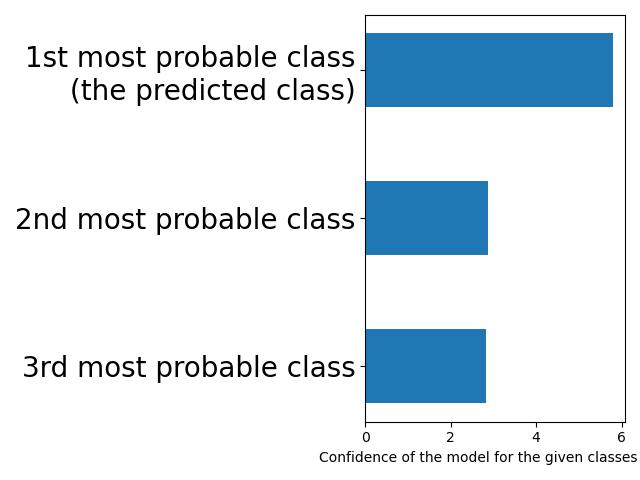 1st most probable class
(the predicted class)
2nd most probable class
3rd most probable class
0 2 4 6
Confidence of the model for the given classes